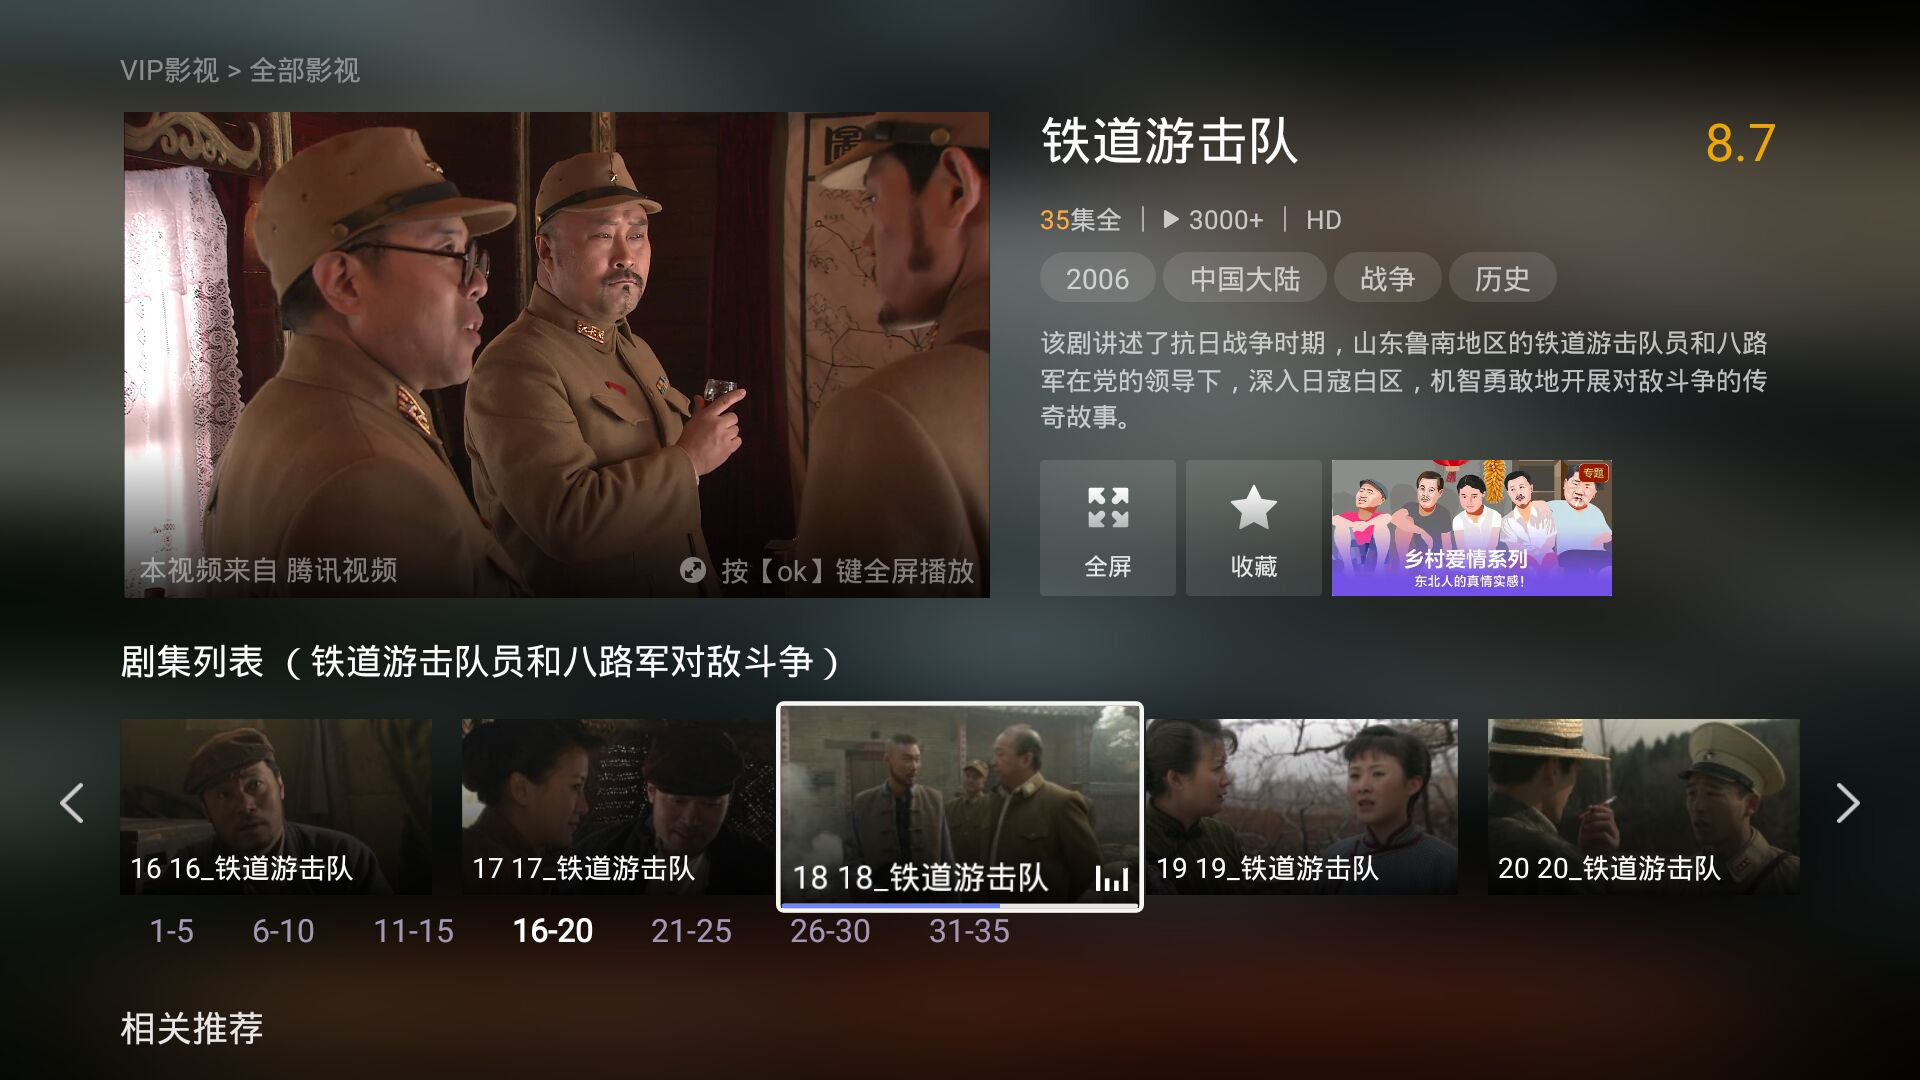 VIP影视 > 全部影视
铁道游击队
8.7
35集全 | 3000+ | HD
2006 中国大陆 战争 历史
该剧讲述了抗日战争时期，山东鲁南地区的铁道游击队员和八路
军在党的领导下，深入日寇白区，机智勇敢地开展对敌斗争的传
奇故事。
本视频来自 腾讯视频
按【ok】键全屏播放
全屏
收藏
专题
乡村爱情系列
东北人的真情实感!
剧集列表（铁道游击队员和八路军对敌斗争）
16 16_铁道游击队
17 17_铁道游击队
18 18_铁道游击队
19 19_铁道游击队
20 20_铁道游击队
1-5 6-10 11-15 16-20 21-25 26-30 31-35
相关推荐